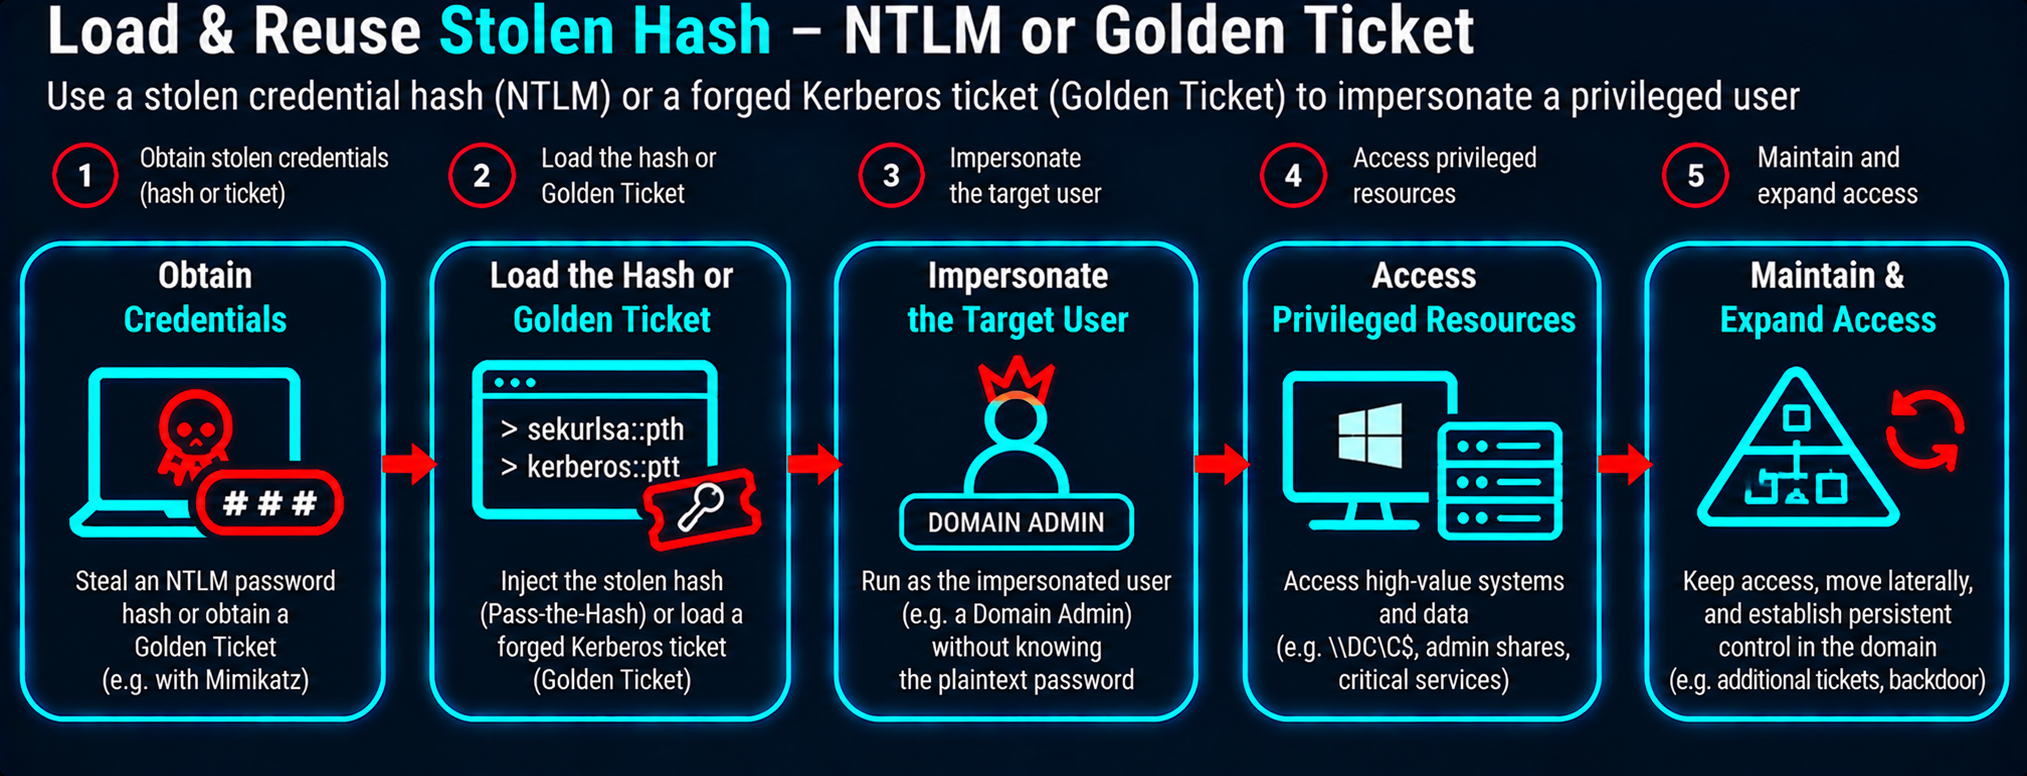 Load & Reuse Stolen Hash – NTLM or Golden Ticket
Use a stolen credential hash (NTLM) or a forged Kerberos ticket (Golden Ticket) to impersonate a privileged user
1
Obtain stolen credentials
(hash or ticket)
2
Load the hash or
Golden Ticket
3
Impersonate
the target user
4
Access privileged
resources
5
Maintain and
expand access
Obtain
Credentials
# # #
Steal an NTLM password
hash or obtain a
Golden Ticket
(e.g. with Mimikatz)
Load the Hash or
Golden Ticket
> sekurlsa::pth
> kerberos::ptt
Inject the stolen hash
(Pass-the-Hash) or load a
forged Kerberos ticket
(Golden Ticket)
Impersonate
the Target User
DOMAIN ADMIN
Run as the impersonated user
(e.g. a Domain Admin)
without knowing
the plaintext password
Access
Privileged Resources
Access high-value systems
and data
(e.g. \\DC\C$, admin shares,
critical services)
Maintain &
Expand Access
Keep access, move laterally,
and establish persistent
control in the domain
(e.g. additional tickets, backdoor)